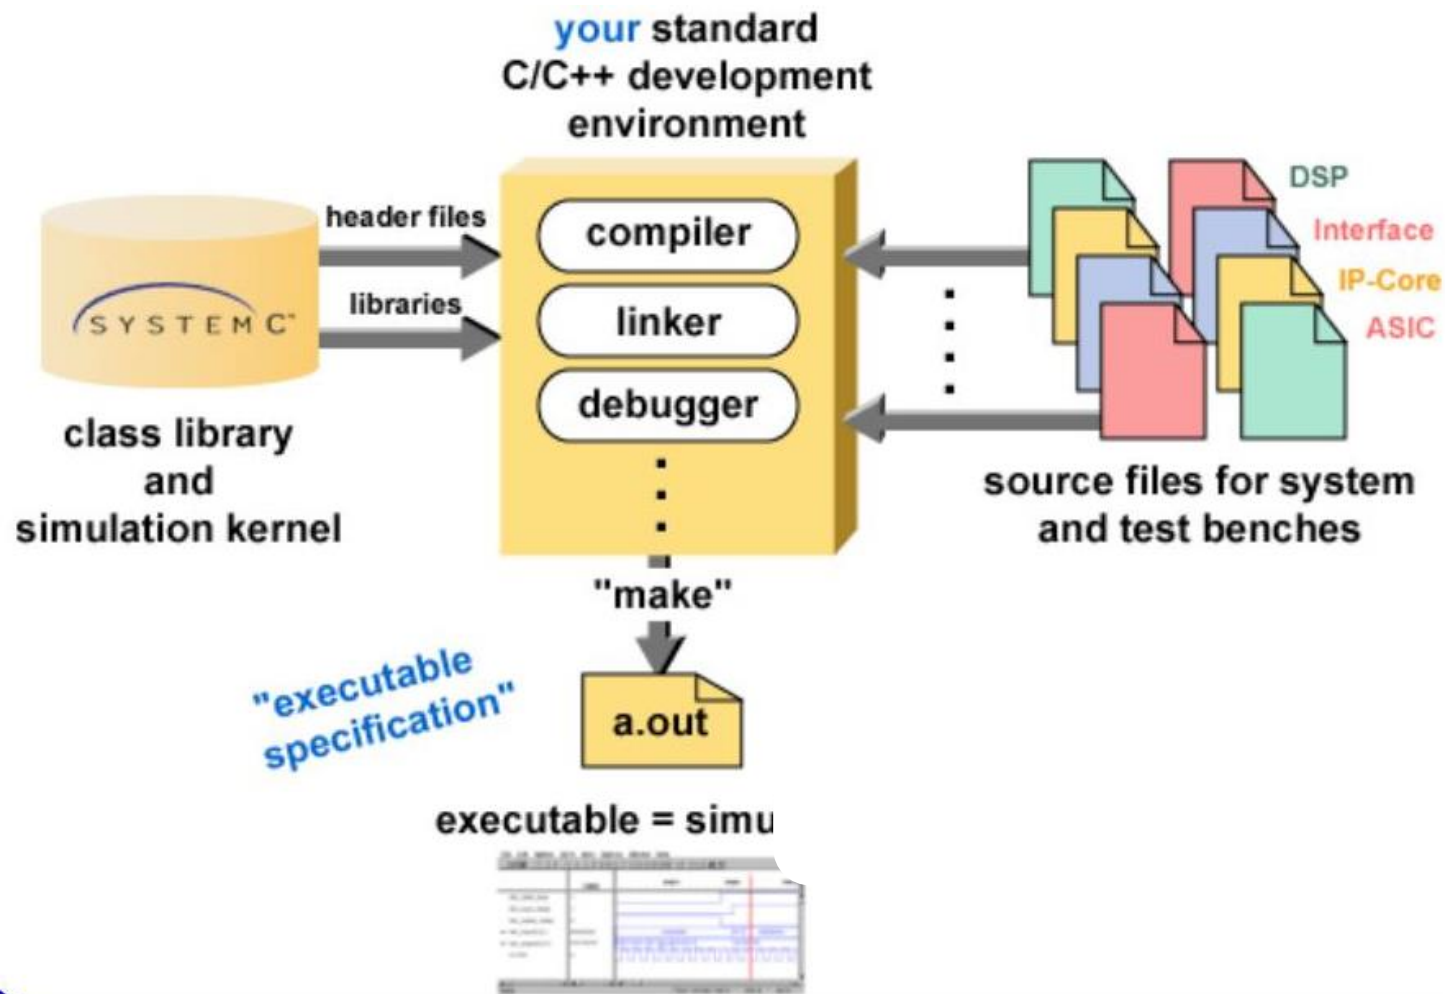 your standard
C/C++ development
environment
header files
libraries
SYSTEMC™
class library
and
simulation kernel
compiler
linker
debugger
DSP
Interface
IP-Core
ASIC
source files for system
and test benches
"make"
"executable
specification"
a.out
executable = simu